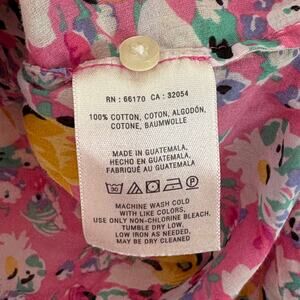 RN : 66170 CA : 32054
100% COTTON, COTON, ALGODÓN,
COTONE, BAUMWOLLE
MADE IN GUATEMALA,
HECHO EN GUATEMALA,
FABRIQUÉ AU GUATEMALA
MACHINE WASH COLD
WITH LIKE COLORS,
USE ONLY NON-CHLORINE BLEACH,
TUMBLE DRY LOW,
LOW IRON AS NEEDED,
MAY BE DRY CLEANED